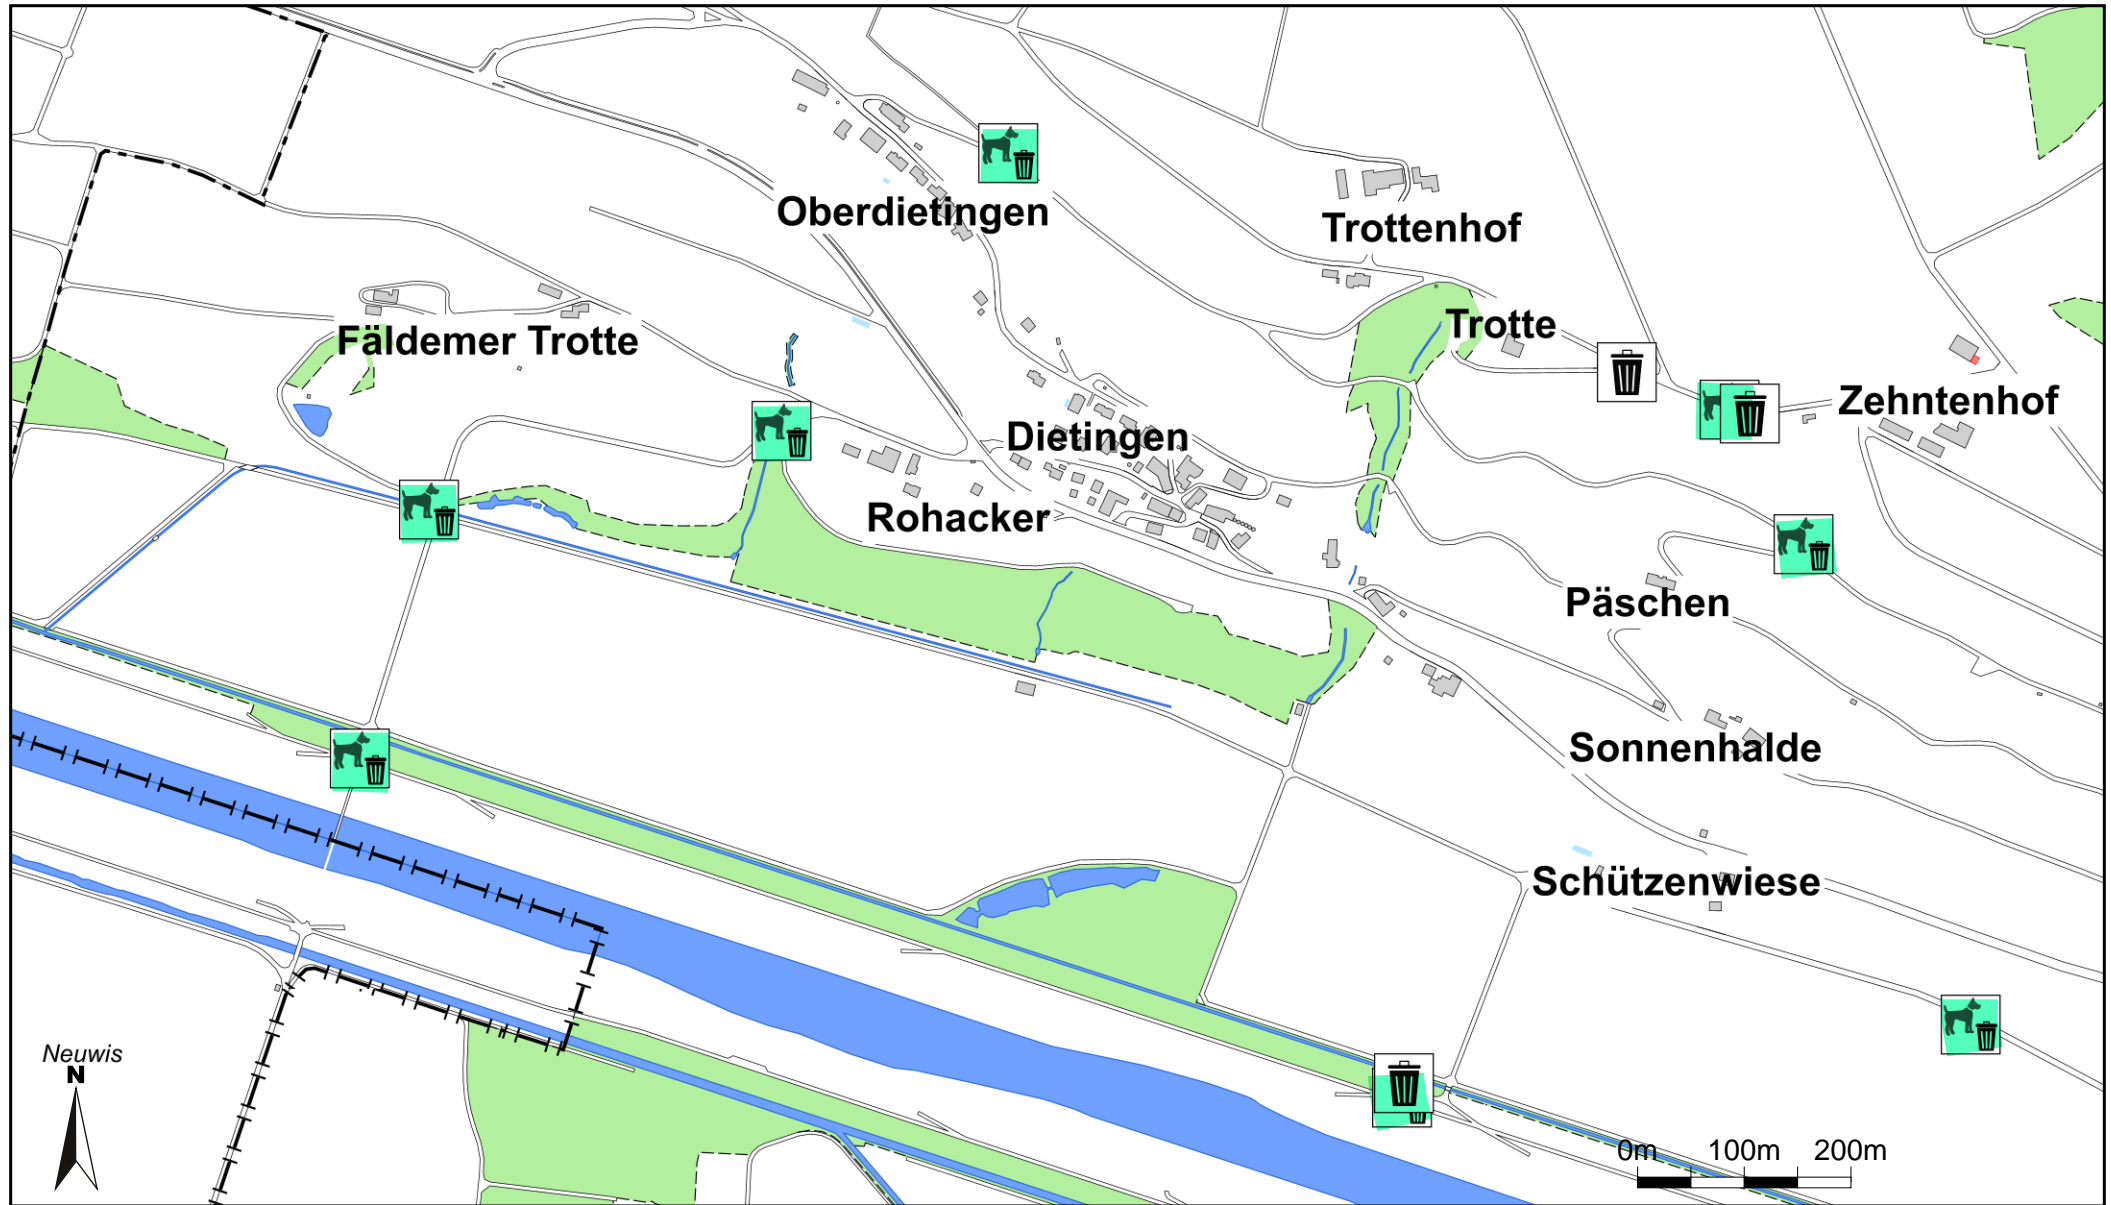 Oberdietingen
Trottenhof
Trotte
Fäldemer Trotte
Zehntenhof
Dietingen
Rohacker
Päschen
Sonnenhalde
Schützenwiese
Neuwis
N
0m 100m 200m